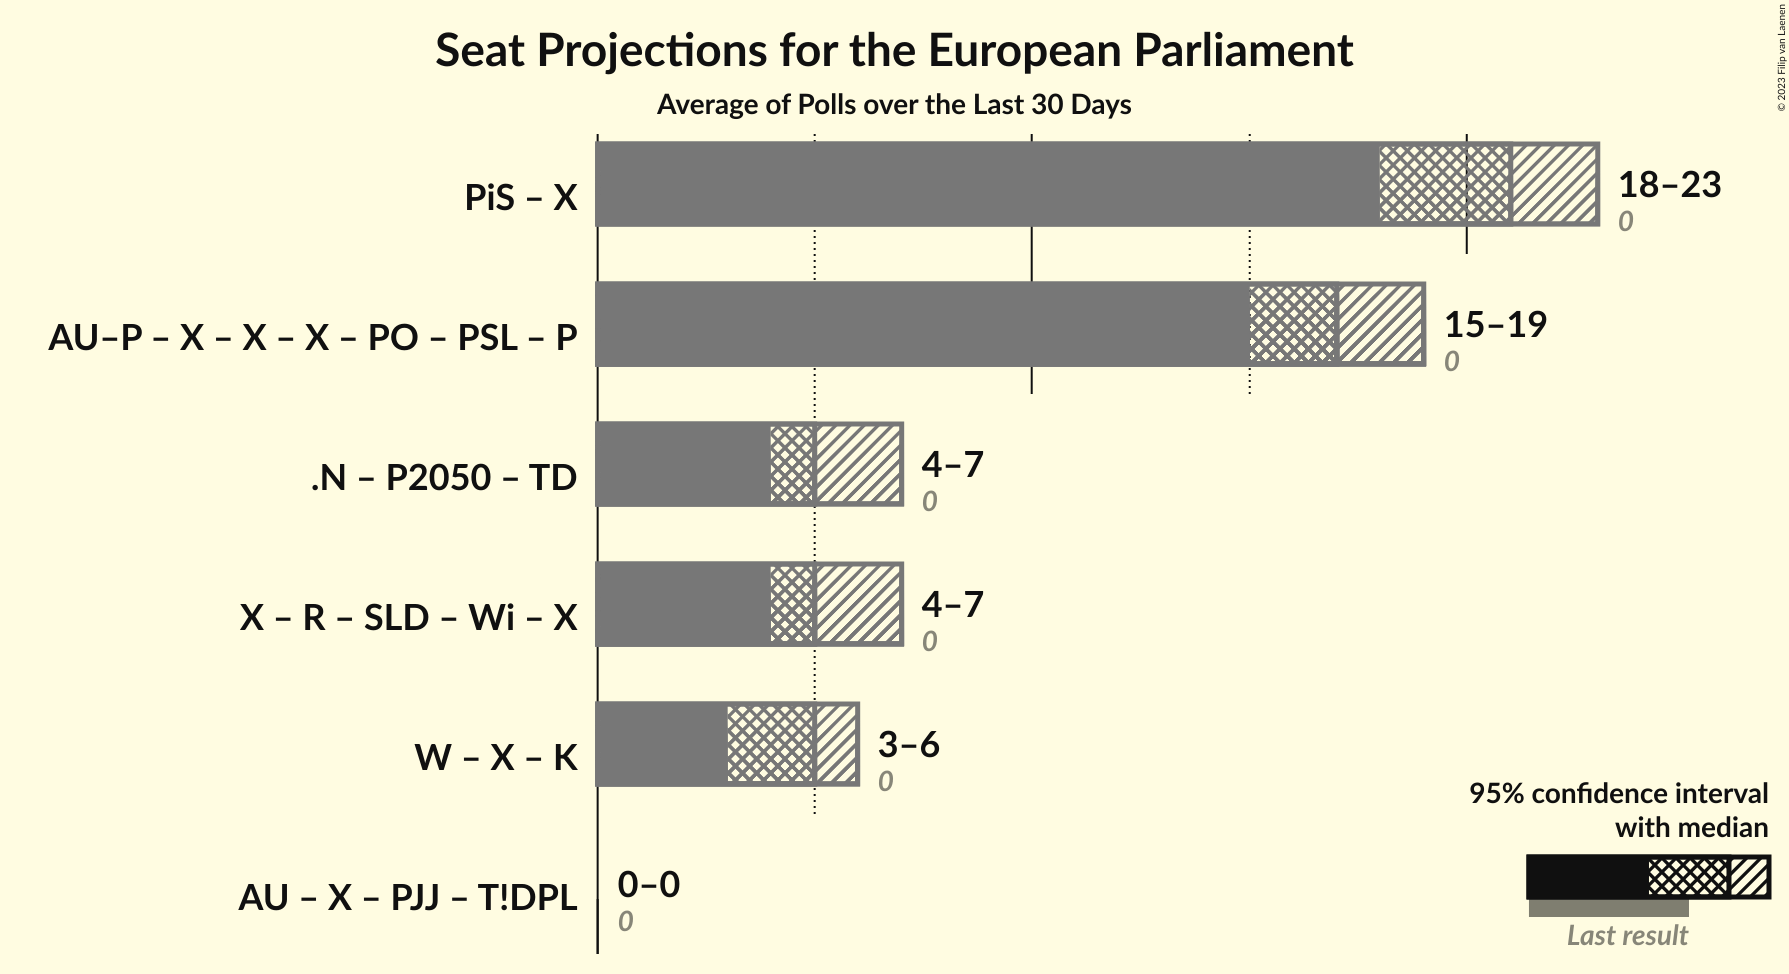 Seat Projections for the European Parliament
Average of Polls over the Last 30 Days
© 2023 Filip van Laenen
PiS – X
18–23
0
AU–P – X – X – X – PO – PSL – P
15–19
0
.N – P2050 – TD
4–7
0
X – R – SLD – Wi – X
4–7
0
W – X – K
3–6
0
AU – X – PJJ – T!DPL
0–0
0
95% confidence interval
with median
Last result